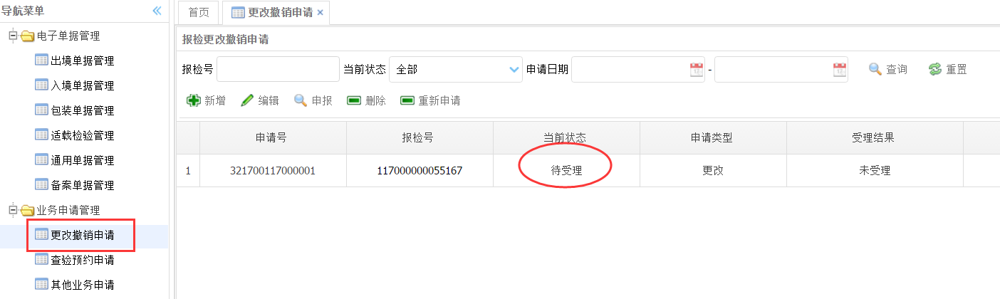 导航菜单
电子单据管理
出境单据管理
入境单据管理
包装单据管理
适载检验管理
通用单据管理
备案单据管理
业务申请管理
更改撤销申请
查验预约申请
其他业务申请
首页 更改撤销申请
报检更改撤销申请
报检号 当前状态 全部 申请日期 - 查询 重置
新增 编辑 申报 删除 重新申请
申请号 报检号 当前状态 申请类型 受理结果
1 321700117000001 117000000055167 待受理 更改 未受理